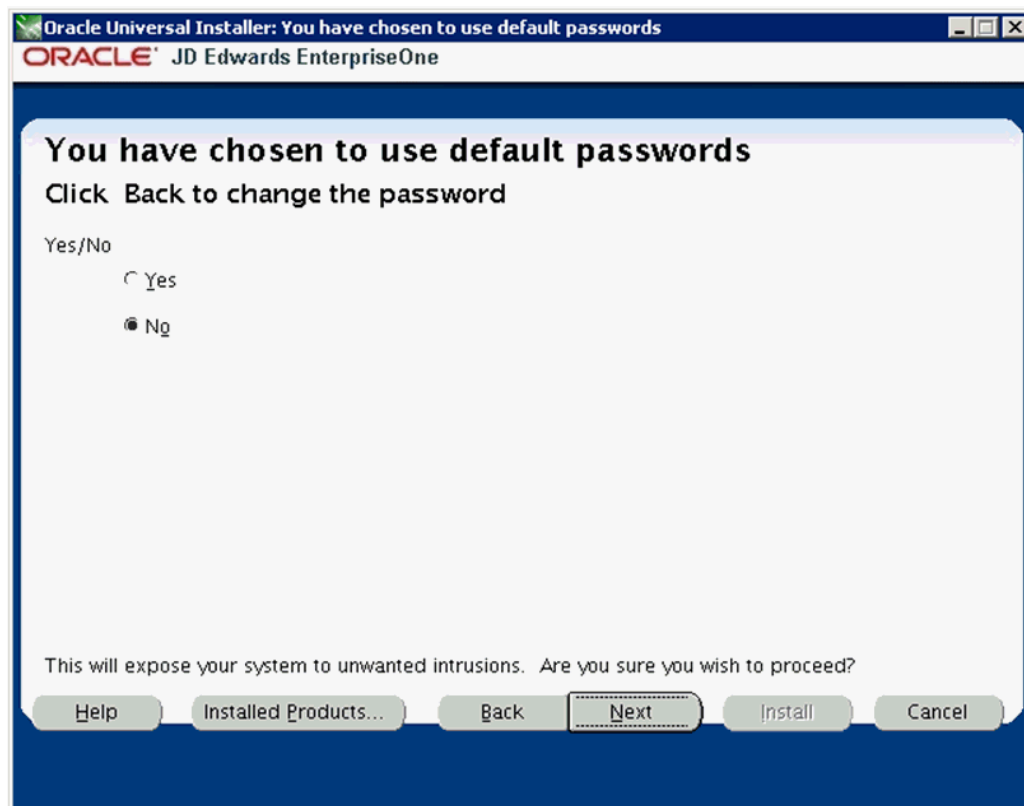 Oracle Universal Installer: You have chosen to use default passwords
ORACLE' JD Edwards EnterpriseOne
You have chosen to use default passwords
Click Back to change the password
Yes/No
Yes
No
This will expose your system to unwanted intrusions. Are you sure you wish to proceed?
Help Installed Products... Back Next Install Cancel